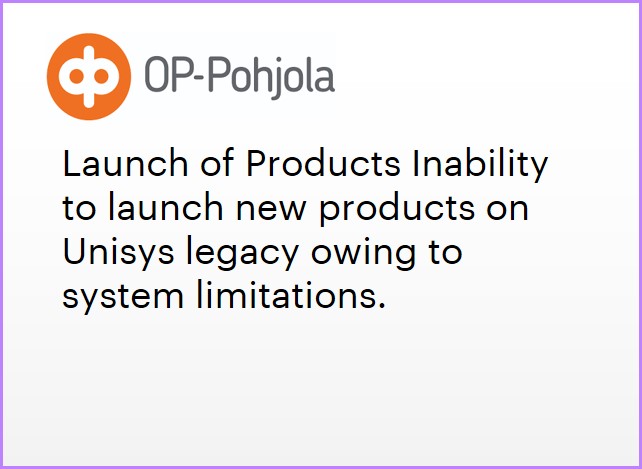 OP-Pohjola
Launch of Products Inability
to launch new products on
Unisys legacy owing to
system limitations.